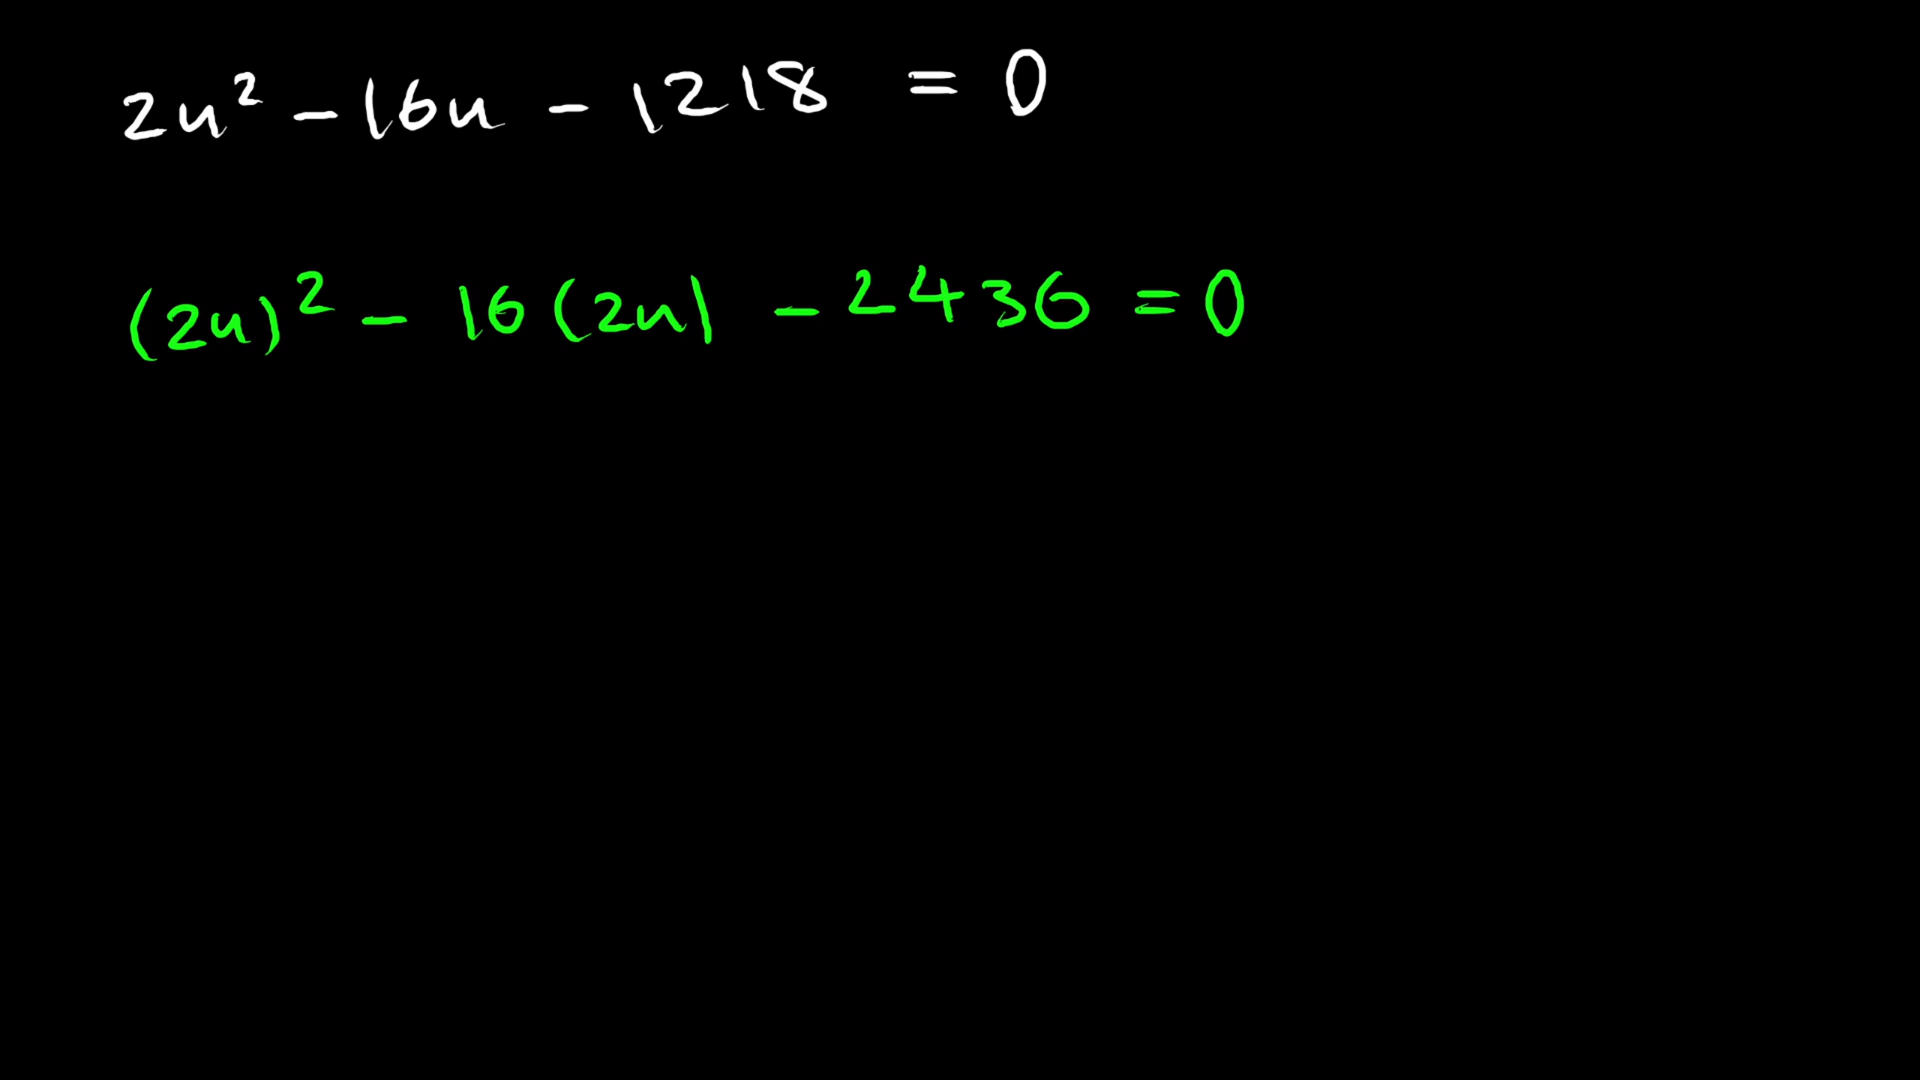 2u² - 16u - 1218 = 0
(2u)² - 16(2u) - 2436 = 0